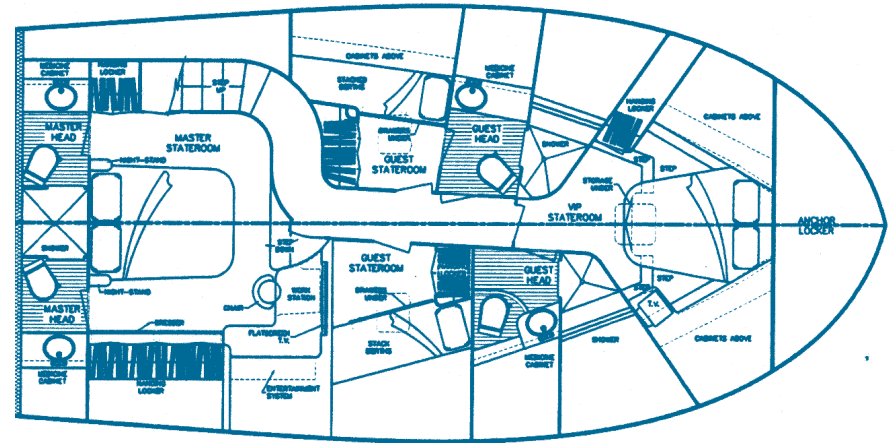 MEDICINE
CABINET
HANGING
LOCKER
STEP
UP
MASTER
HEAD
MASTER
STATEROOM
NIGHT-STAND
SHOWER
MASTER
HEAD
NIGHT-STAND
DRESSER
MEDICINE
CABINET
HANGING
LOCKER
STEP
DOWN
CHAIR
WORK
STATION
FLATSCREEN
T.V.
ENTERTAINMENT
SYSTEM
CABINETS ABOVE
STACKED
BERTHS
DRAWERS
UNDER
GUEST
STATEROOM
MEDICINE
CABINET
GUEST
HEAD
SHOWER
HANGING
LOCKER
CABINETS ABOVE
STEP
STEP
STORAGE
UNDER
VIP
STATEROOM
ANCHOR
LOCKER
GUEST
STATEROOM
DRAWERS
UNDER
STACK
BERTHS
GUEST
HEAD
MEDICINE
CABINET
SHOWER
STEP
STEP
T.V.
CABINETS ABOVE